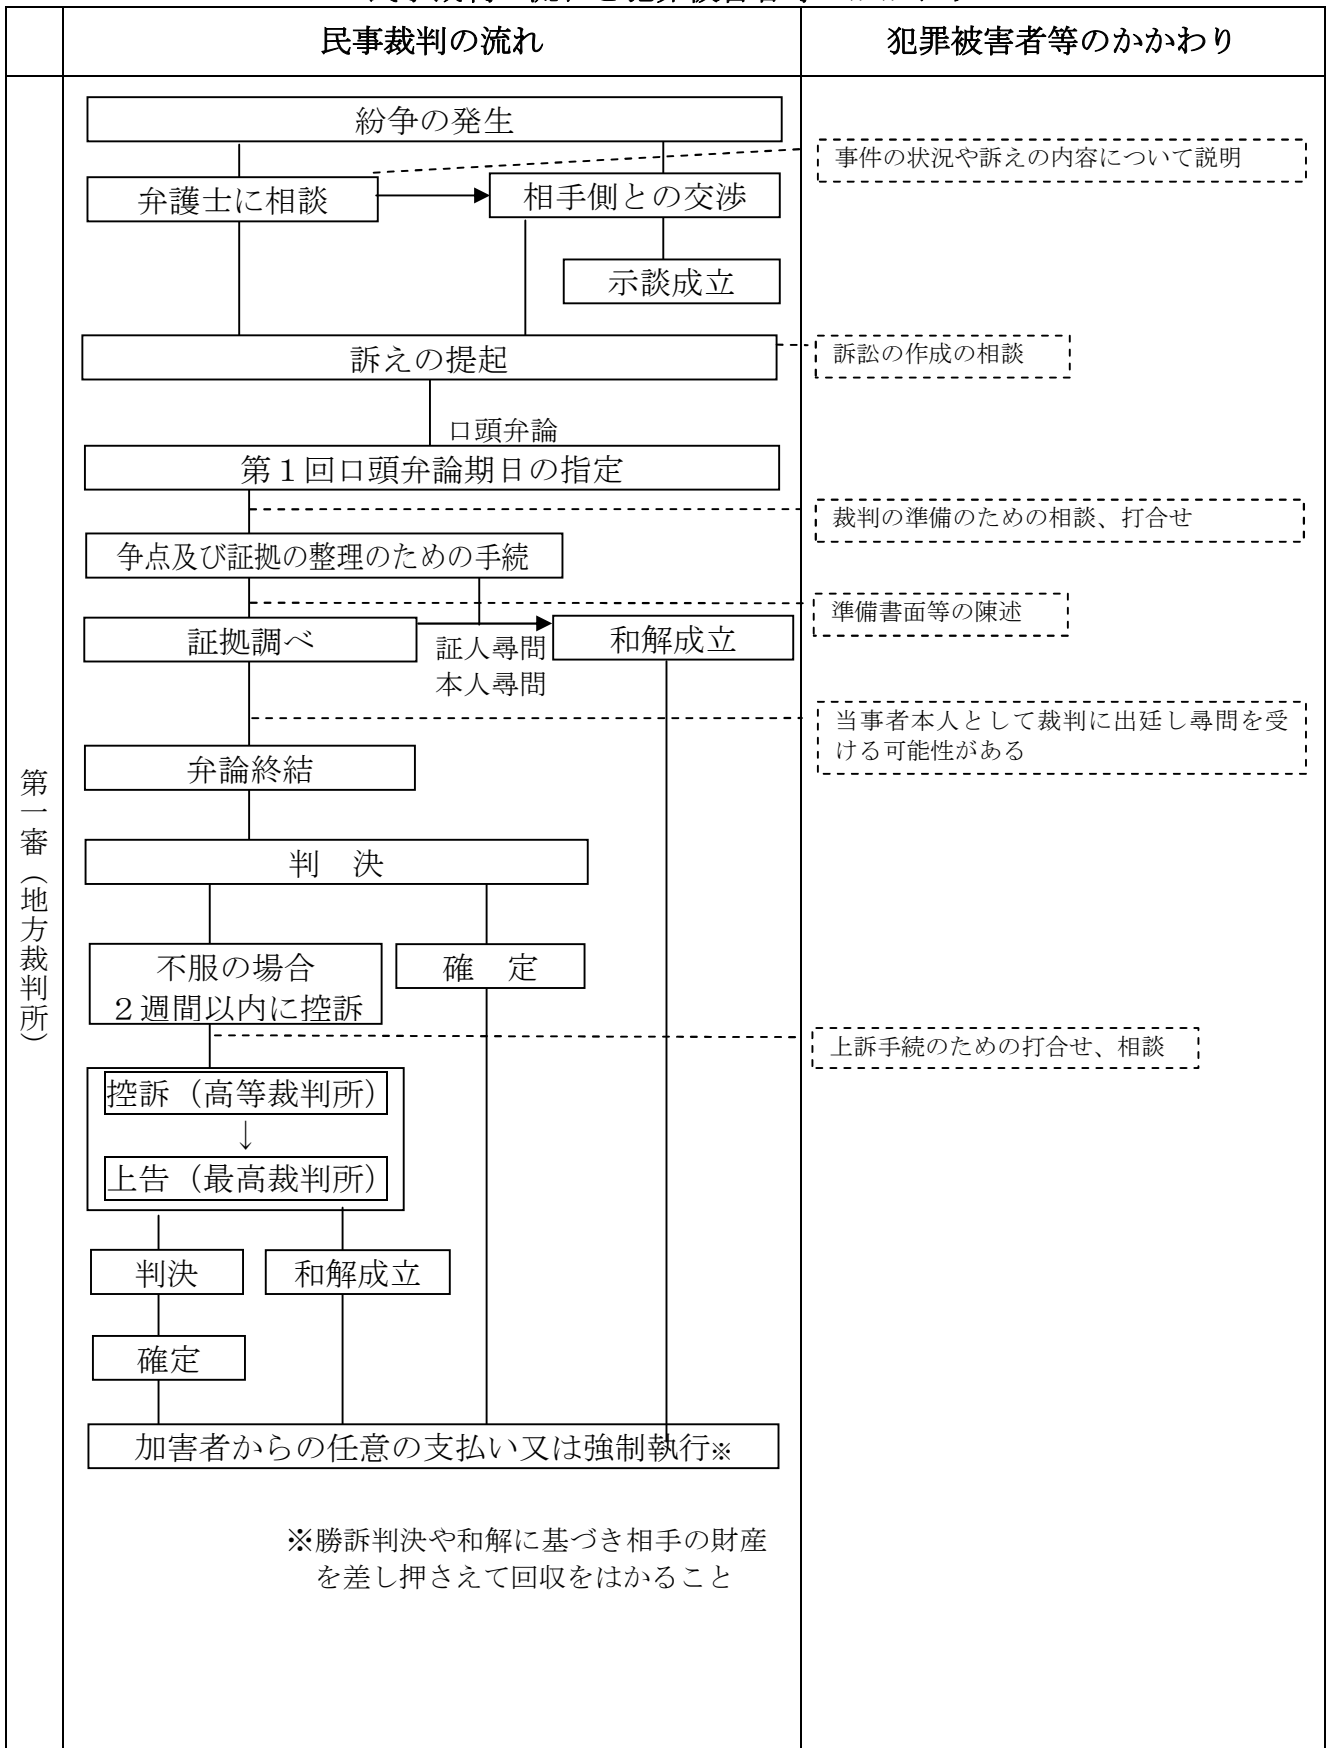 民事裁判の流れ
犯罪被害者等のかかわり
第一審（地方裁判所）
紛争の発生
事件の状況や訴えの内容について説明
弁護士に相談
相手側との交渉
示談成立
訴えの提起
訴訟の作成の相談
口頭弁論
第１回口頭弁論期日の指定
裁判の準備のための相談、打合せ
争点及び証拠の整理のための手続
準備書面等の陳述
証拠調べ
和解成立
証人尋問
本人尋問
当事者本人として裁判に出廷し尋問を受
ける可能性がある
弁論終結
判　決
不服の場合
２週間以内に控訴
確　定
上訴手続のための打合せ、相談
控訴（高等裁判所）
↓
上告（最高裁判所）
判決
和解成立
確定
加害者からの任意の支払い又は強制執行※
※勝訴判決や和解に基づき相手の財産
を差し押さえて回収をはかること